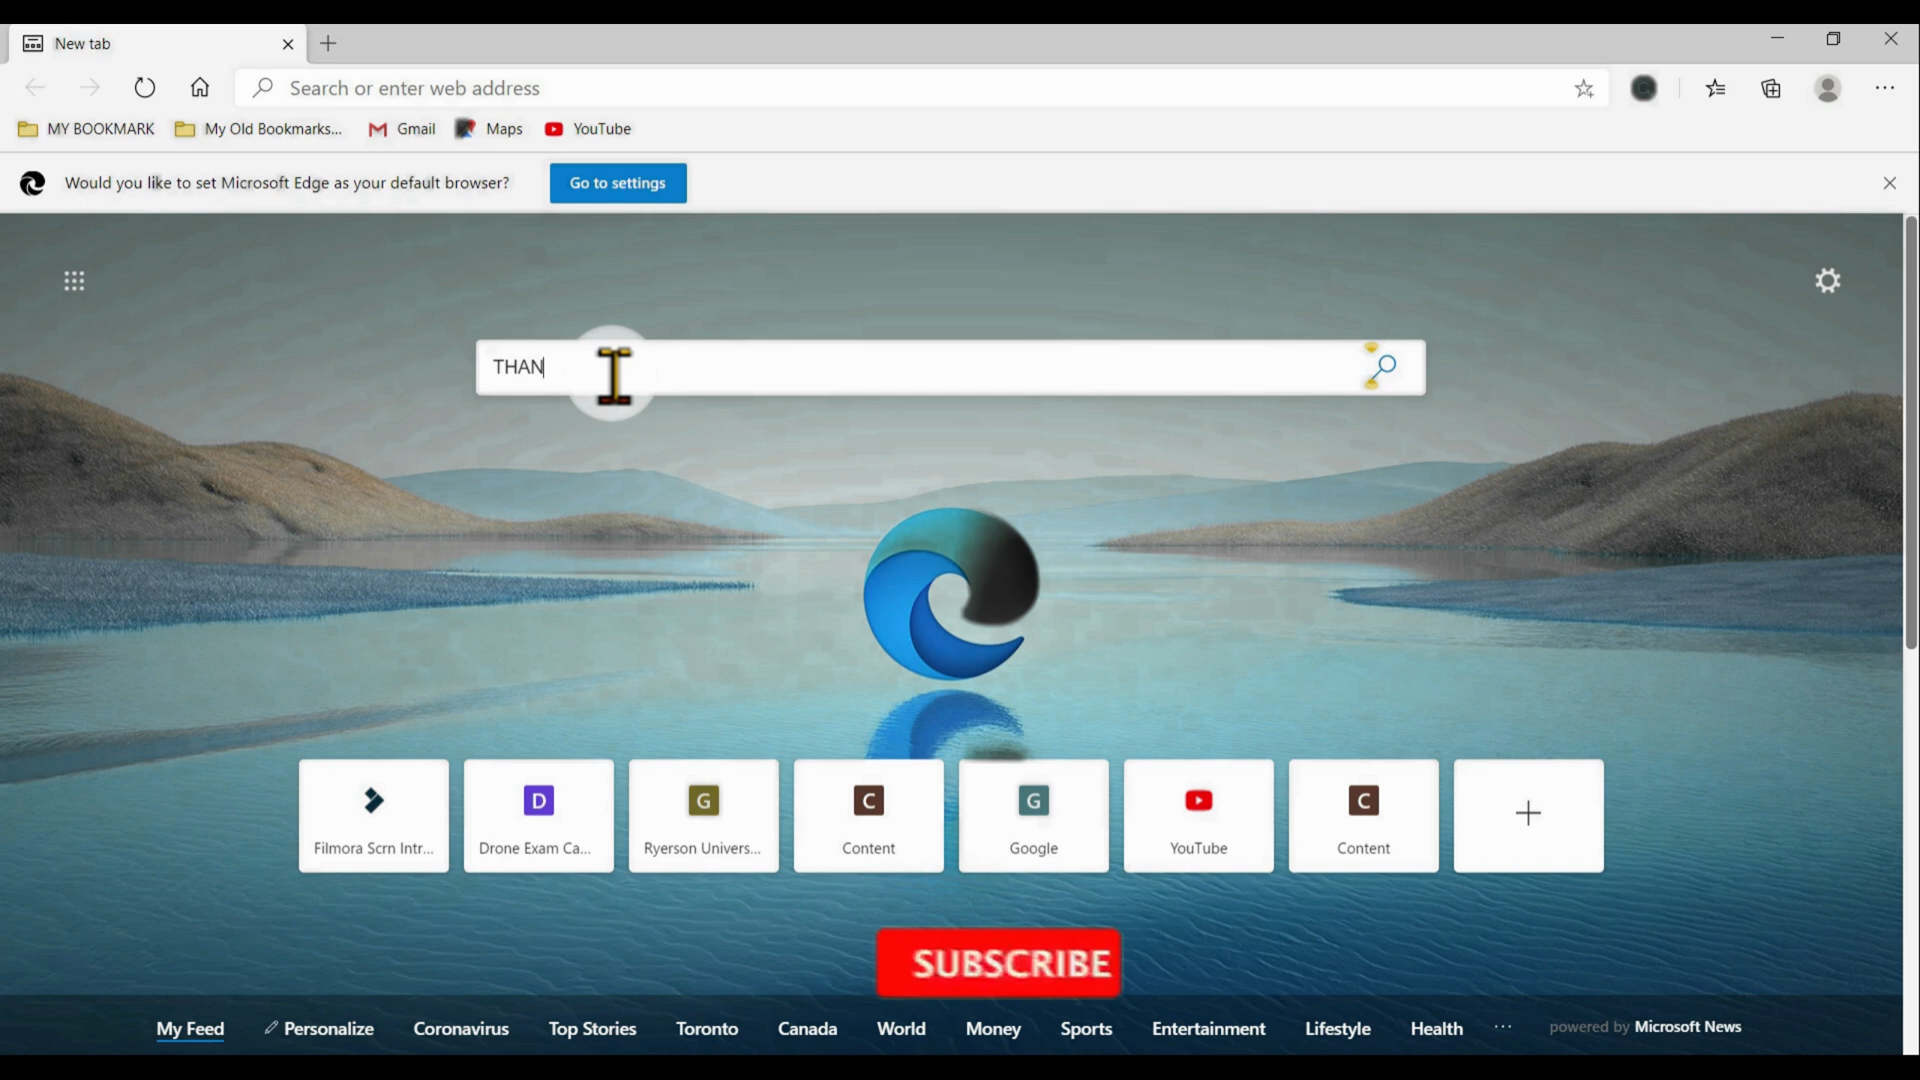 New tab
Search or enter web address
MY BOOKMARK My Old Bookmarks... Gmail Maps YouTube
Would you like to set Microsoft Edge as your default browser? Go to settings
THAN
D G C G C
Filmora Scrn Intr... Drone Exam Ca... Ryerson Univers... Content Google YouTube Content
SUBSCRIBE
My Feed Personalize Coronavirus Top Stories Toronto Canada World Money Sports Entertainment Lifestyle Health ... powered by Microsoft News